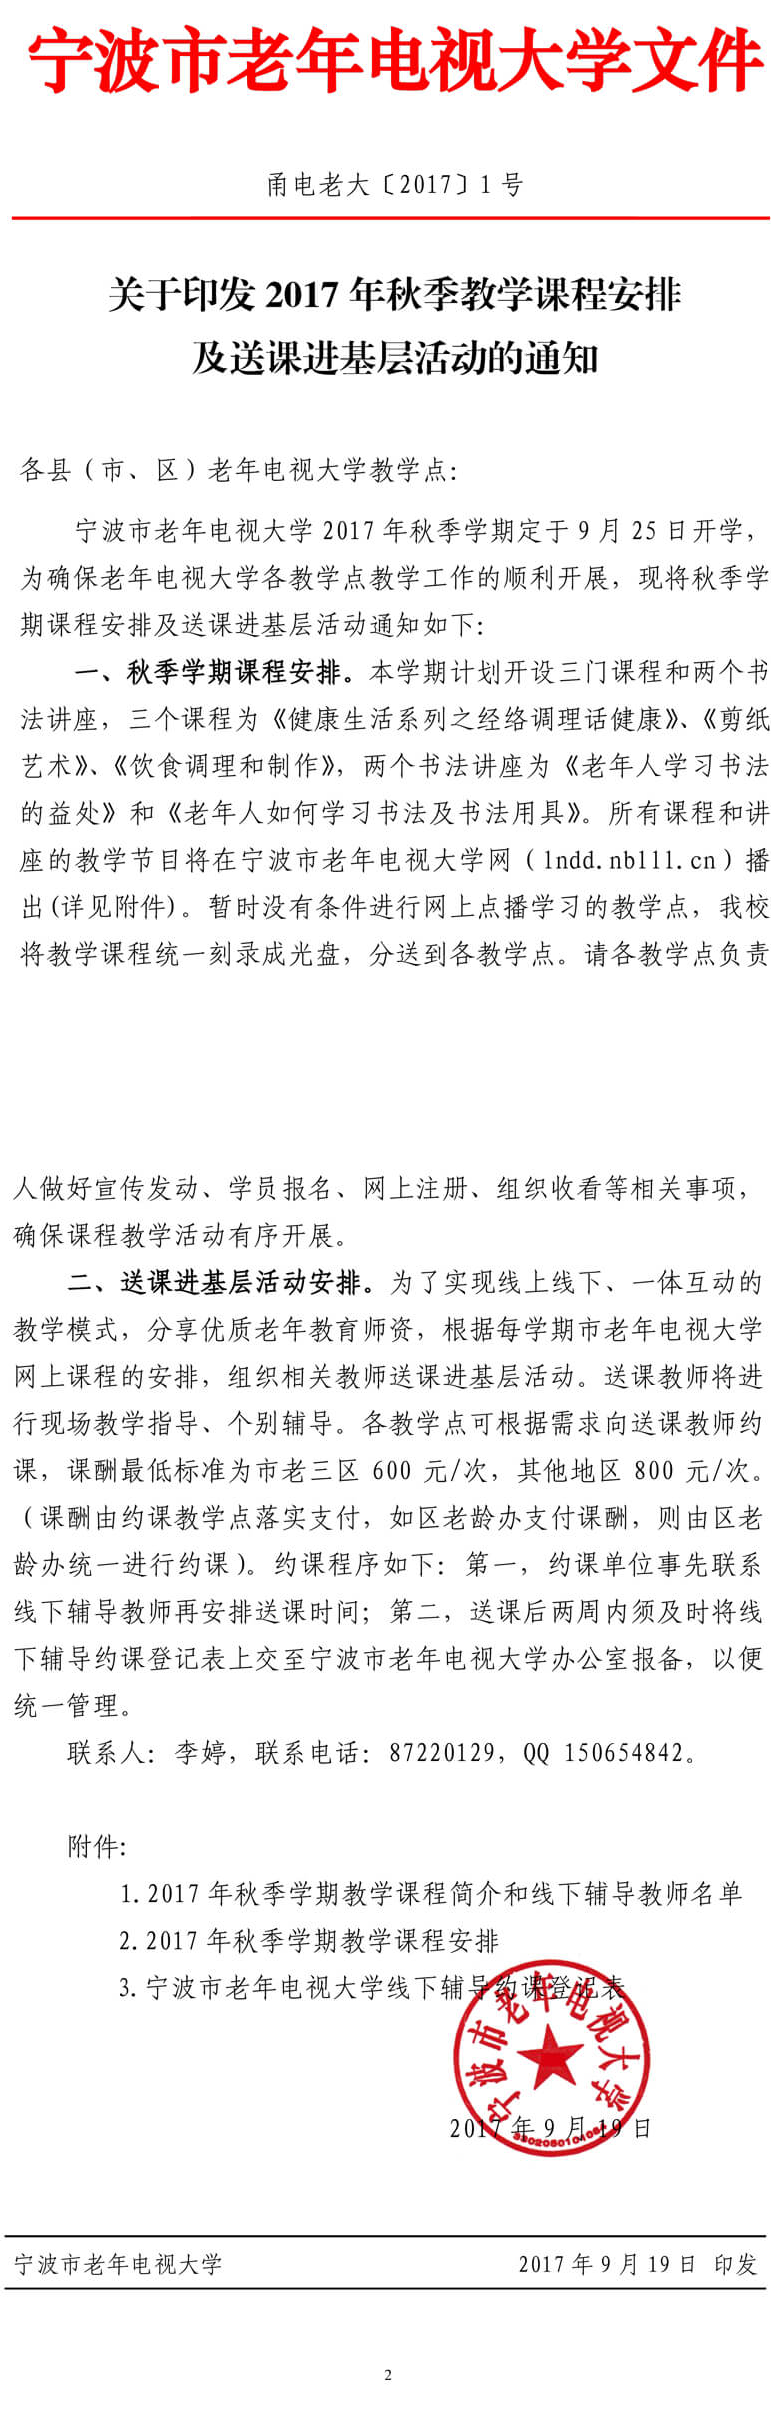 宁波市老年电视大学文件
甬电老大〔2017〕1 号
关于印发 2017 年秋季教学课程安排
及送课进基层活动的通知
各县（市、区）老年电视大学教学点：
宁波市老年电视大学 2017 年秋季学期定于 9 月 25 日开学，
为确保老年电视大学各教学点教学工作的顺利开展，现将秋季学
期课程安排及送课进基层活动通知如下：
一、秋季学期课程安排。本学期计划开设三门课程和两个书
法讲座，三个课程为《健康生活系列之经络调理话健康》、《剪纸
艺术》、《饮食调理和制作》，两个书法讲座为《老年人学习书法
的益处》和《老年人如何学习书法及书法用具》。所有课程和讲
座的教学节目将在宁波市老年电视大学网（lndd.nblll.cn）播
出(详见附件)。暂时没有条件进行网上点播学习的教学点，我校
将教学课程统一刻录成光盘，分送到各教学点。请各教学点负责
人做好宣传发动、学员报名、网上注册、组织收看等相关事项，
确保课程教学活动有序开展。
二、送课进基层活动安排。为了实现线上线下、一体互动的
教学模式，分享优质老年教育师资，根据每学期市老年电视大学
网上课程的安排，组织相关教师送课进基层活动。送课教师将进
行现场教学指导、个别辅导。各教学点可根据需求向送课教师约
课，课酬最低标准为市老三区 600 元/次，其他地区 800 元/次。
（课酬由约课教学点落实支付，如区老龄办支付课酬，则由区老
龄办统一进行约课)。约课程序如下：第一，约课单位事先联系
线下辅导教师再安排送课时间；第二，送课后两周内须及时将线
下辅导约课登记表上交至宁波市老年电视大学办公室报备，以便
统一管理。
联系人：李婷，联系电话：87220129，QQ 150654842。
附件：
1.2017 年秋季学期教学课程简介和线下辅导教师名单
2.2017 年秋季学期教学课程安排
3.宁波市老年电视大学线下辅导约课登记表
宁波市老年电视大学
2017 年 9 月 19 日
宁波市老年电视大学 2017 年 9 月 19 日 印发
2